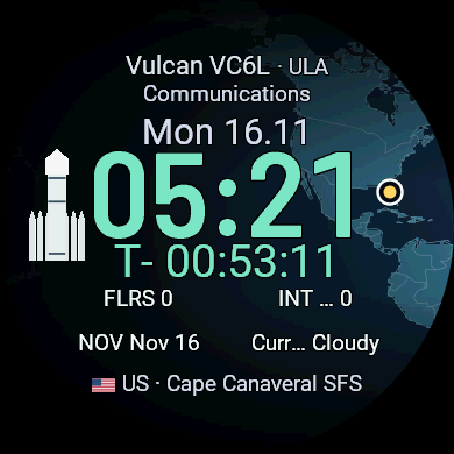 Vulcan VC6L · ULA
Communications
Mon 16.11
05:21
T- 00:53:11
FLRS 0 INT ... 0
NOV Nov 16 Curr... Cloudy
US · Cape Canaveral SFS